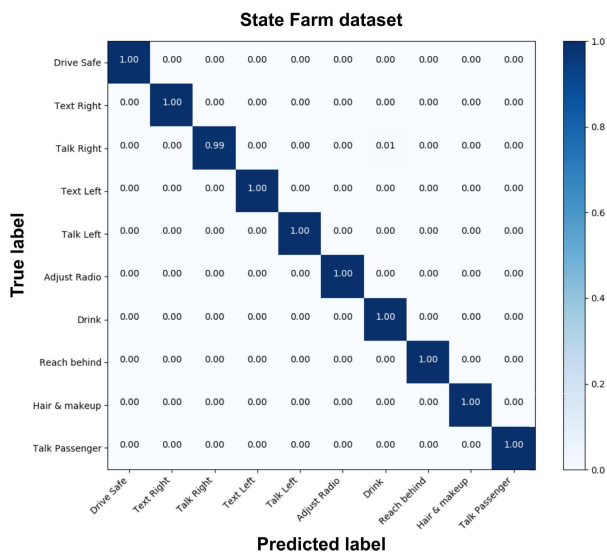 State Farm dataset
Drive Safe 1.00 0.00 0.00 0.00 0.00 0.00 0.00 0.00 0.00 0.00
Text Right 0.00 1.00 0.00 0.00 0.00 0.00 0.00 0.00 0.00 0.00
Talk Right 0.00 0.00 0.99 0.00 0.00 0.00 0.01 0.00 0.00 0.00
Text Left 0.00 0.00 0.00 1.00 0.00 0.00 0.00 0.00 0.00 0.00
Talk Left 0.00 0.00 0.00 0.00 1.00 0.00 0.00 0.00 0.00 0.00
Adjust Radio 0.00 0.00 0.00 0.00 0.00 1.00 0.00 0.00 0.00 0.00
Drink 0.00 0.00 0.00 0.00 0.00 0.00 1.00 0.00 0.00 0.00
Reach behind 0.00 0.00 0.00 0.00 0.00 0.00 0.00 1.00 0.00 0.00
Hair & makeup 0.00 0.00 0.00 0.00 0.00 0.00 0.00 0.00 1.00 0.00
Talk Passenger 0.00 0.00 0.00 0.00 0.00 0.00 0.00 0.00 0.00 1.00
True label
Drive Safe
Text Right
Talk Right
Text Left
Talk Left
Adjust Radio
Drink
Reach behind
Hair & makeup
Talk Passenger
Predicted label
1.0
0.8
0.6
0.4
0.2
0.0